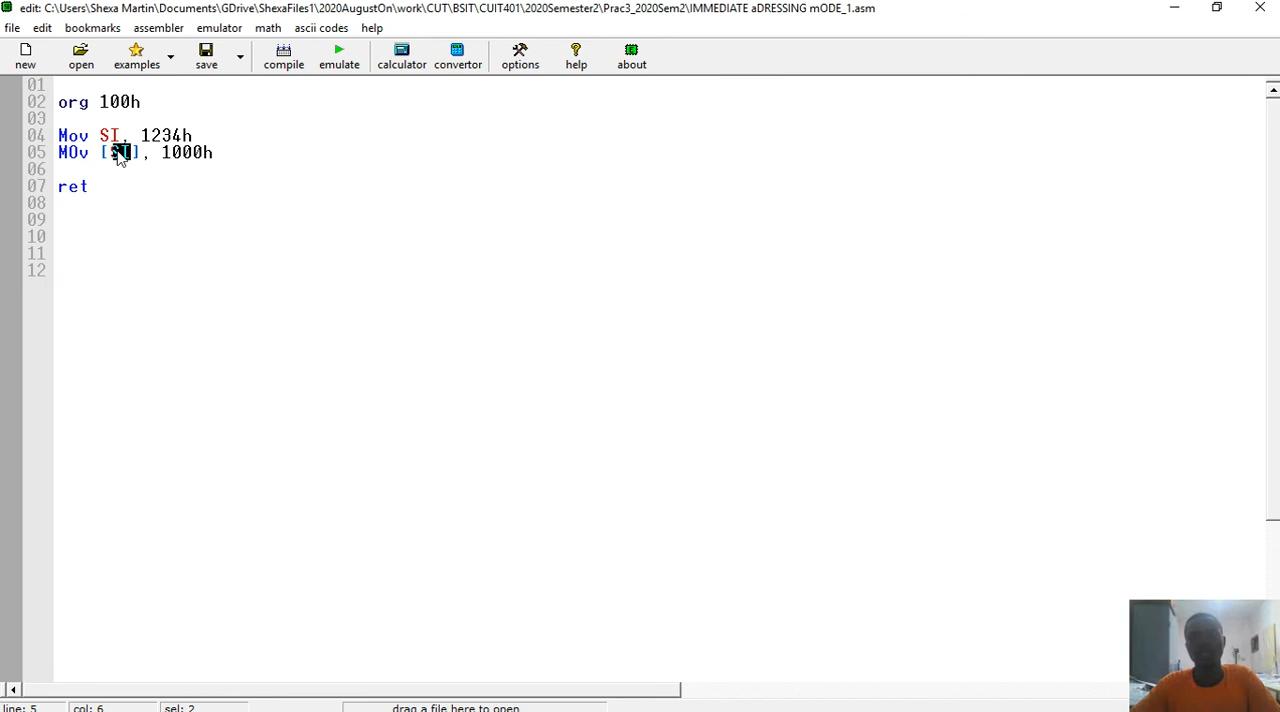 edit: C:\Users\Shexa Martin\Documents\GDrive\ShexaFiles1\2020AugustOn\work\CUT\BSIT\CUIT401\2020Semester2\Prac3_2020Sem2\IMMEDIATE aDRESSING mODE_1.asm
file edit bookmarks assembler emulator math ascii codes help
new open examples save compile emulate calculator convertor options help about
01
02 org 100h
03
04 Mov SI, 1234h
05 MOv [SI], 1000h
06
07 ret
08
09
10
11
12
line: 5 col: 6 sel: 2 drag a file here to open